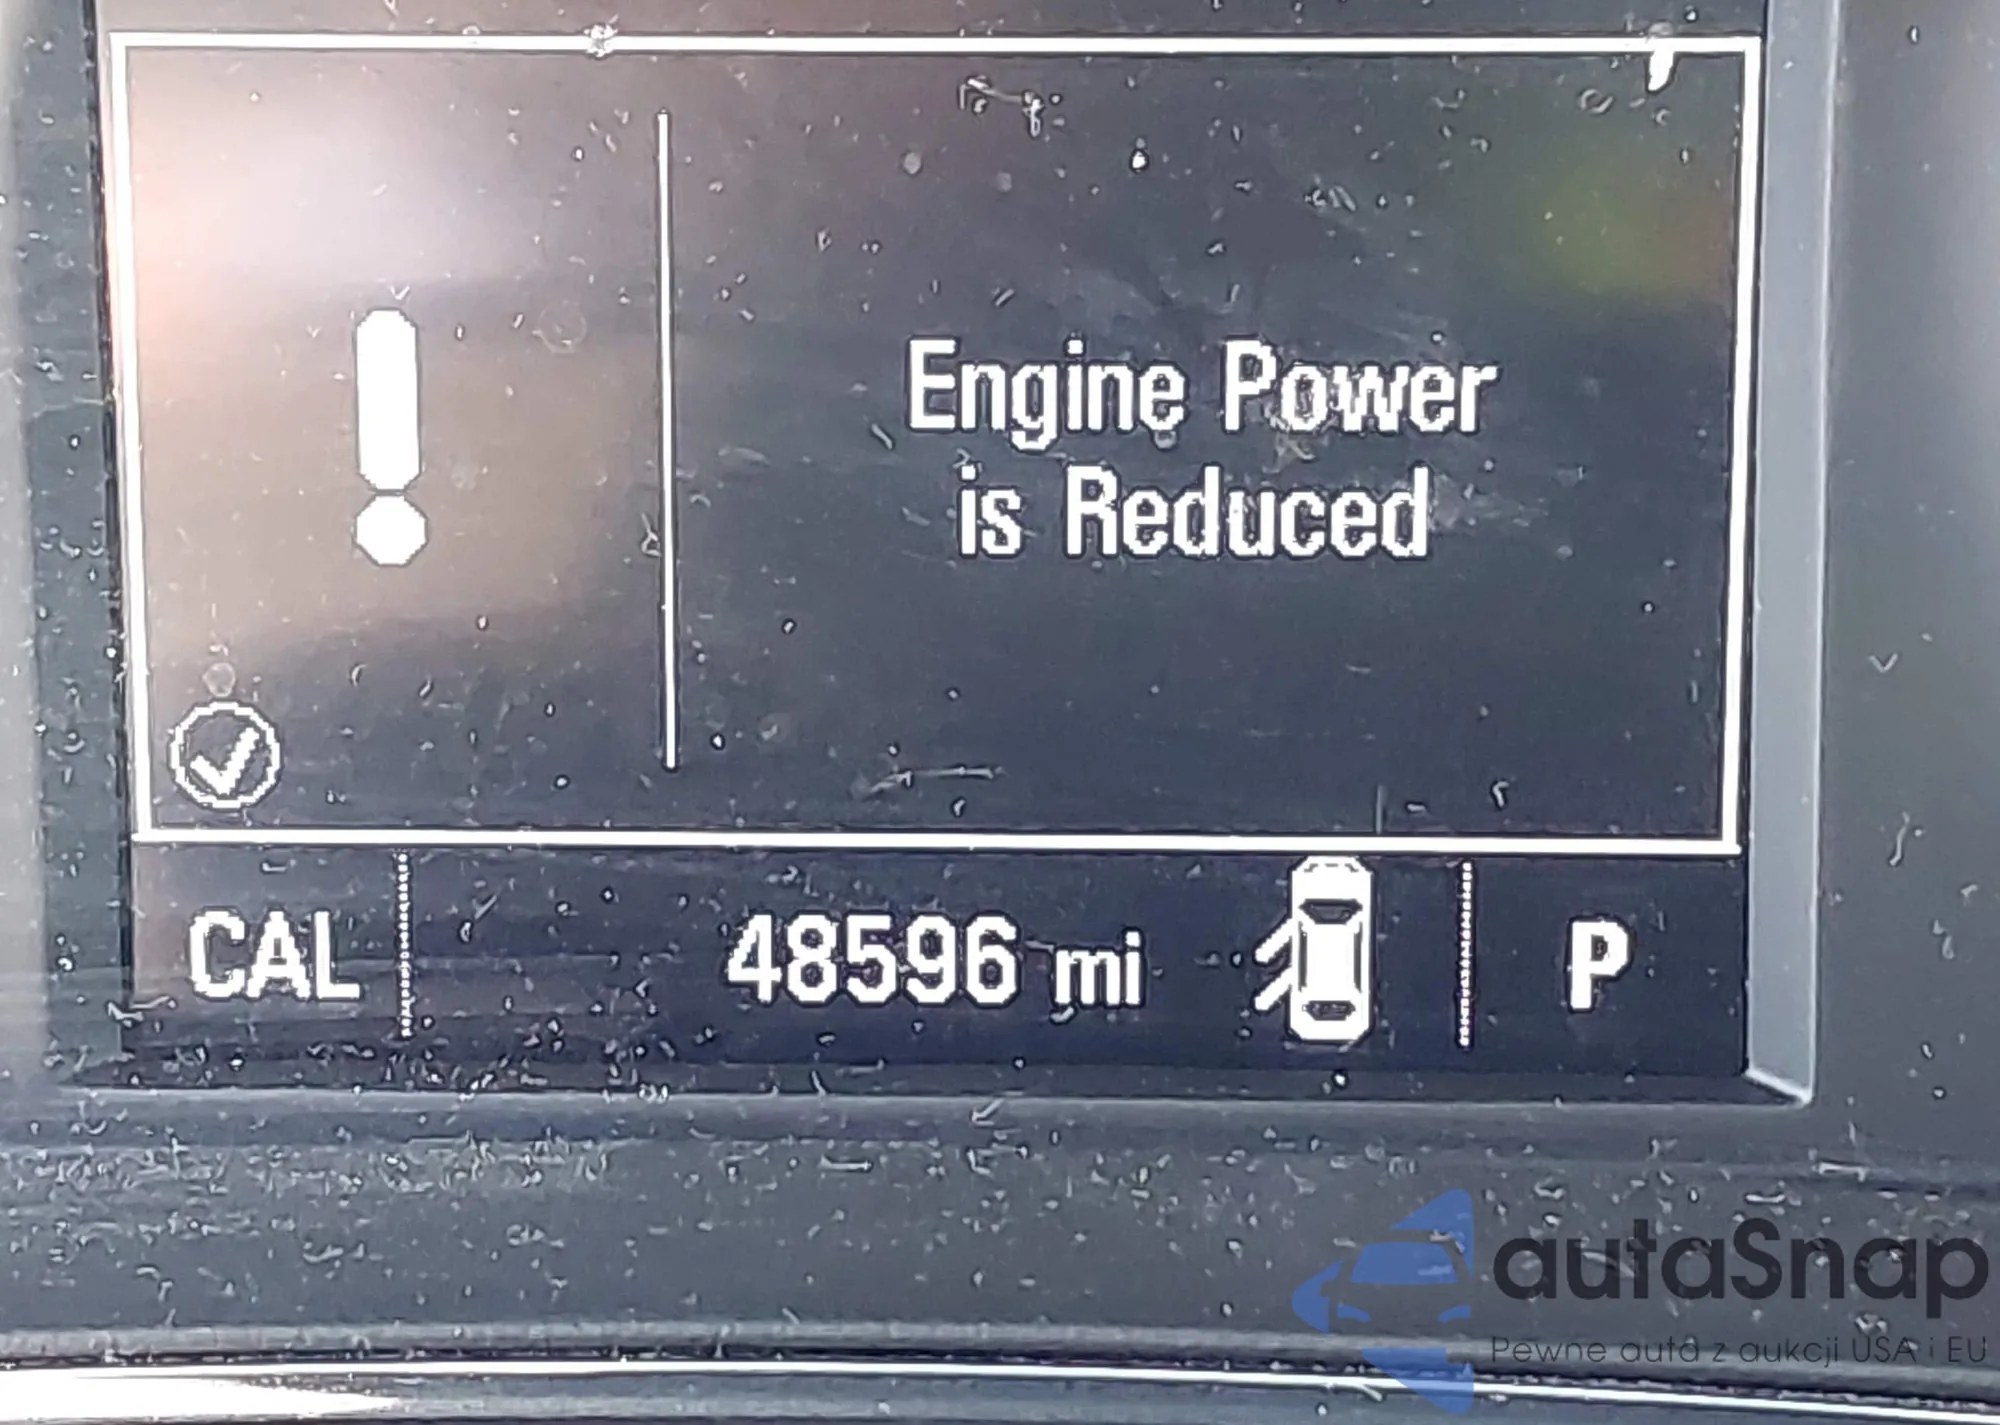 Engine Power
is Reduced
CAL 48596 mi P
autaSnap
Pewne auta z aukcji USA i EU